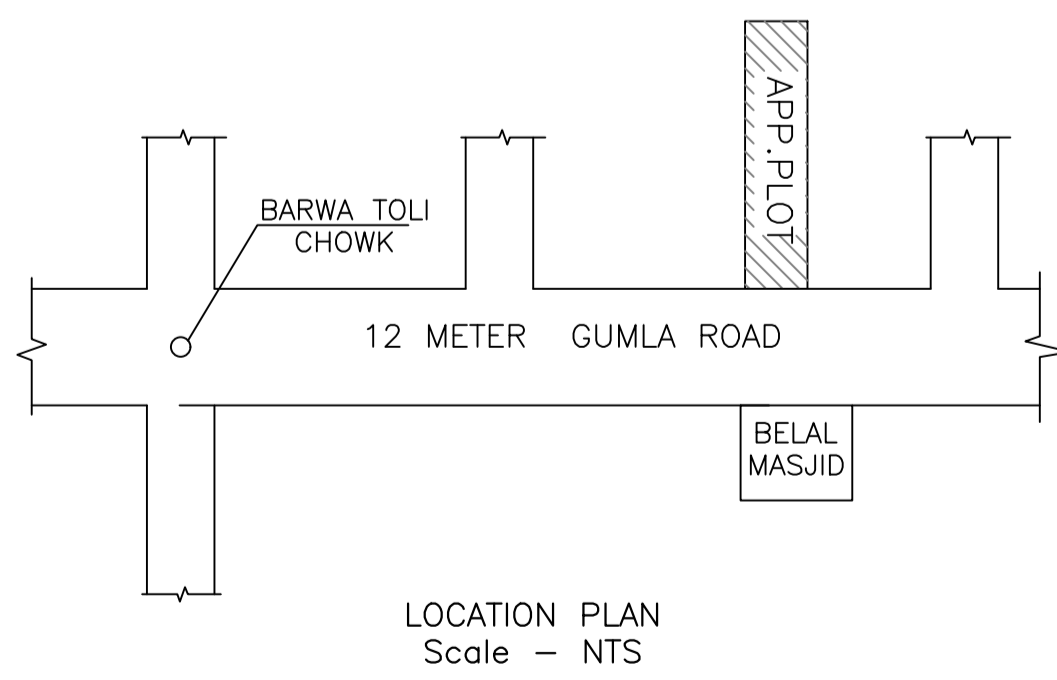 APP.PLOT
BARWA TOLI
CHOWK
12 METER GUMLA ROAD
BELAL
MASJID
LOCATION PLAN
Scale – NTS